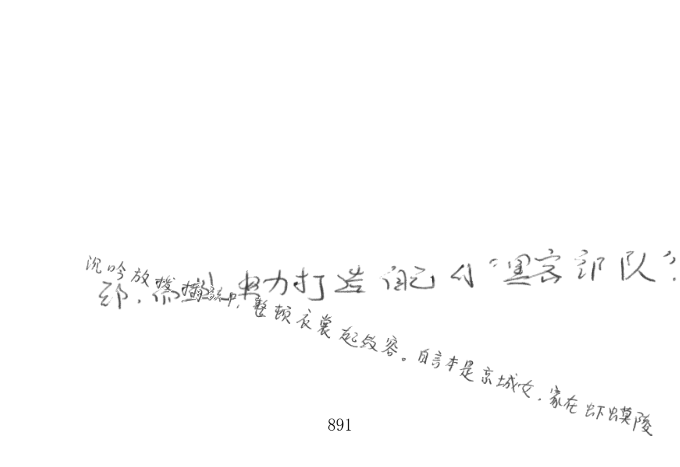 沉吟放拨插弦中，整顿衣裳起敛容。自言本是京城女，家在虾蟆陵
部，为 努力打造自己的“黑客部队”。
891